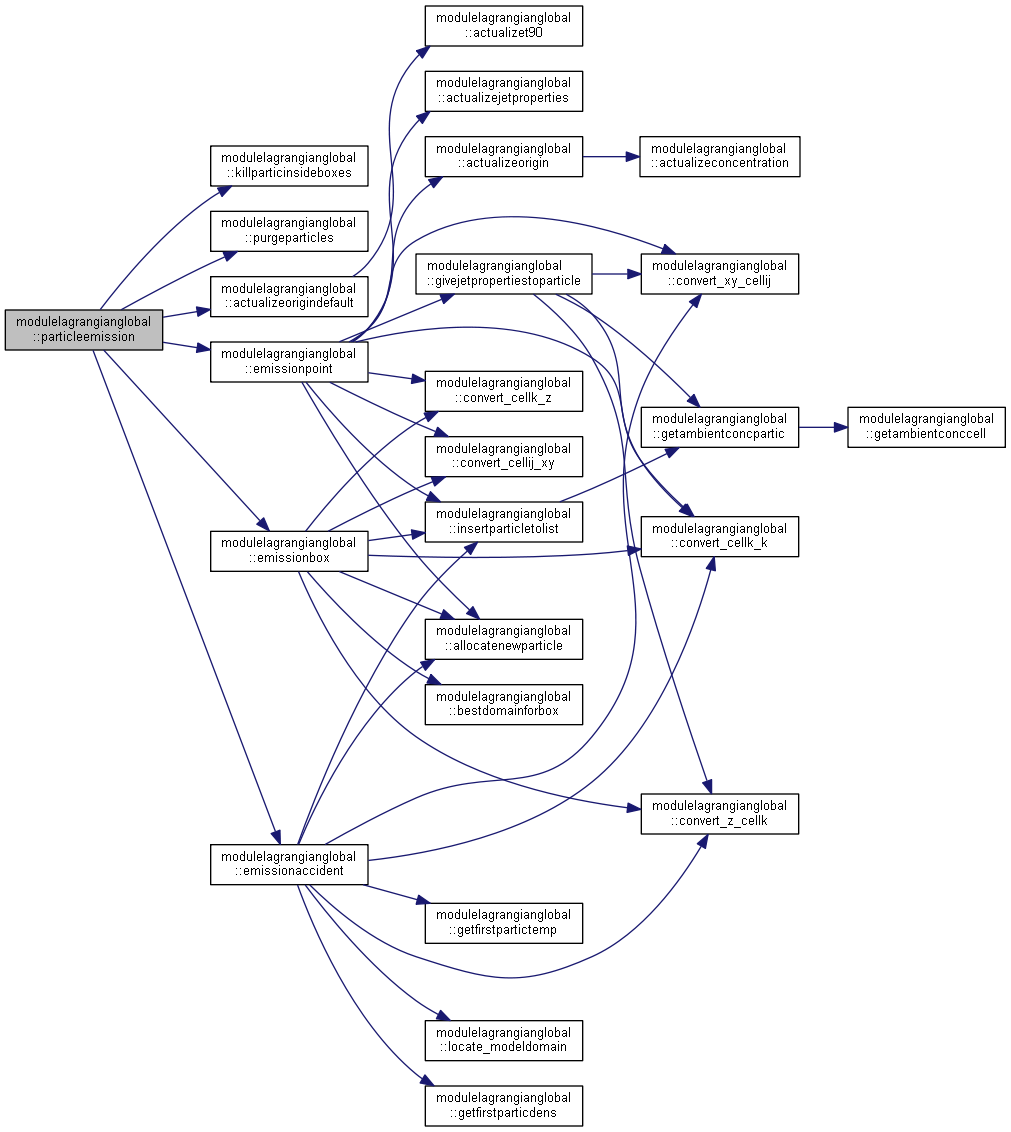 modulelagrangianglobal
::actualizet90
modulelagrangianglobal
::actualizejetproperties
modulelagrangianglobal
::actualizeorigin
modulelagrangianglobal
::actualizeconcentration
modulelagrangianglobal
::killparticinsideboxes
modulelagrangianglobal
::purgeparticles
modulelagrangianglobal
::givejetpropertiestoparticle
modulelagrangianglobal
::convert_xy_cellij
modulelagrangianglobal
::actualizeorigindefault
modulelagrangianglobal
::particleemission
modulelagrangianglobal
::emissionpoint
modulelagrangianglobal
::convert_cellk_z
modulelagrangianglobal
::getambientconcpartic
modulelagrangianglobal
::getambientconccell
modulelagrangianglobal
::convert_cellij_xy
modulelagrangianglobal
::insertparticletolist
modulelagrangianglobal
::convert_cellk_k
modulelagrangianglobal
::emissionbox
modulelagrangianglobal
::allocatenewparticle
modulelagrangianglobal
::bestdomainforbox
modulelagrangianglobal
::convert_z_cellk
modulelagrangianglobal
::emissionaccident
modulelagrangianglobal
::getfirstpartictemp
modulelagrangianglobal
::locate_modeldomain
modulelagrangianglobal
::getfirstparticdens